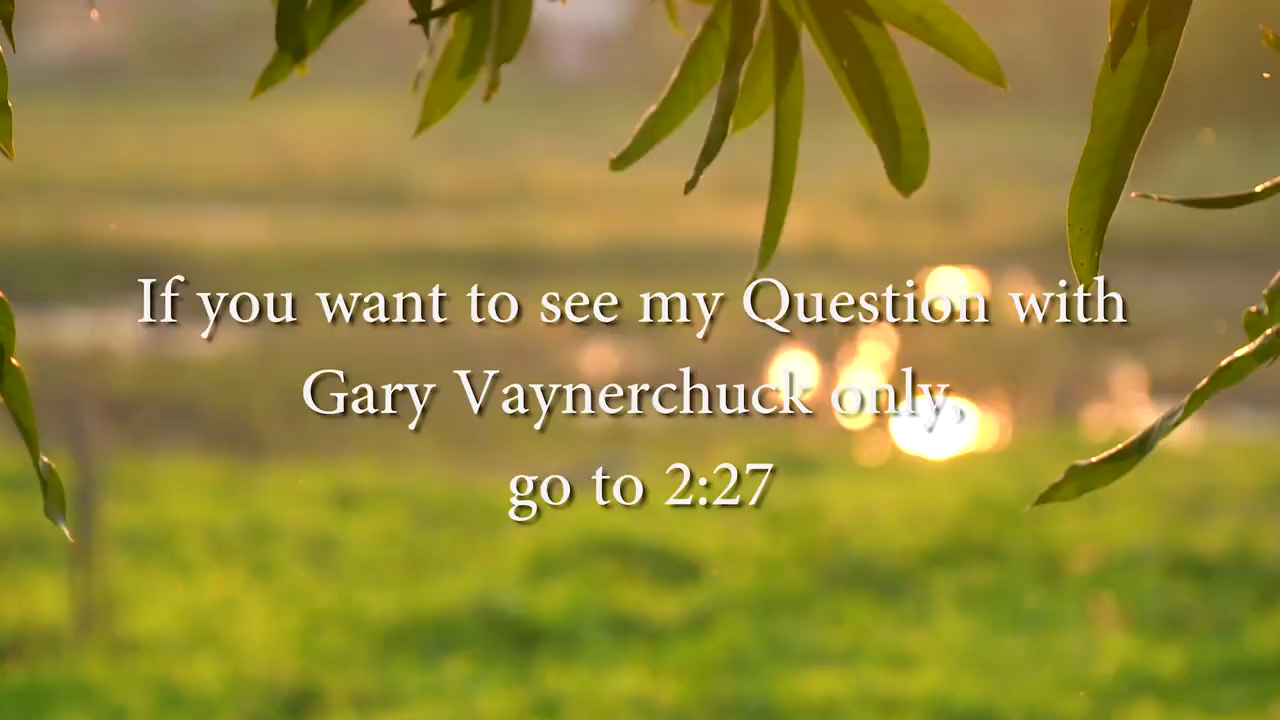 If you want to see my Question with
Gary Vaynerchuck only,
go to 2:27